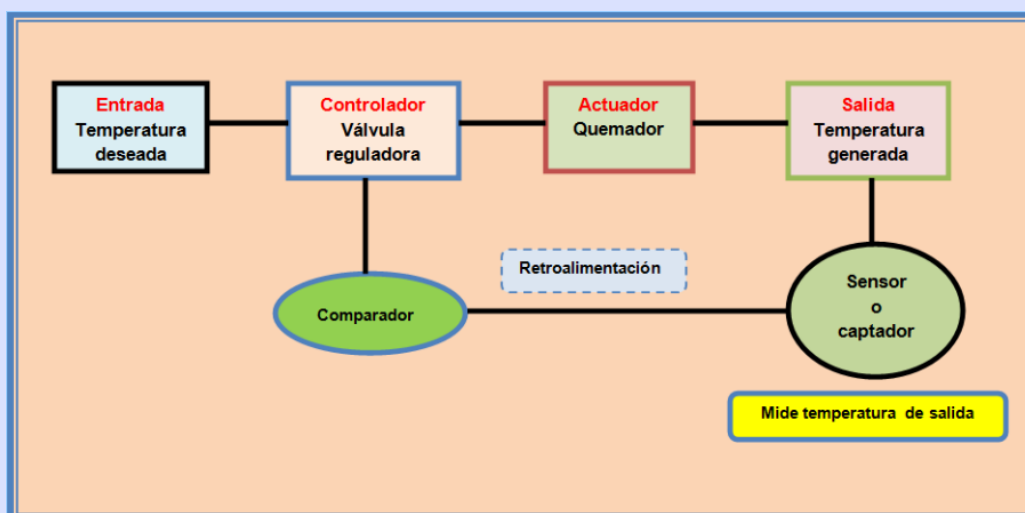 Entrada
Temperatura
deseada
Controlador
Válvula
reguladora
Actuador
Quemador
Salida
Temperatura
generada
Retroalimentación
Comparador
Sensor
o
captador
Mide temperatura de salida